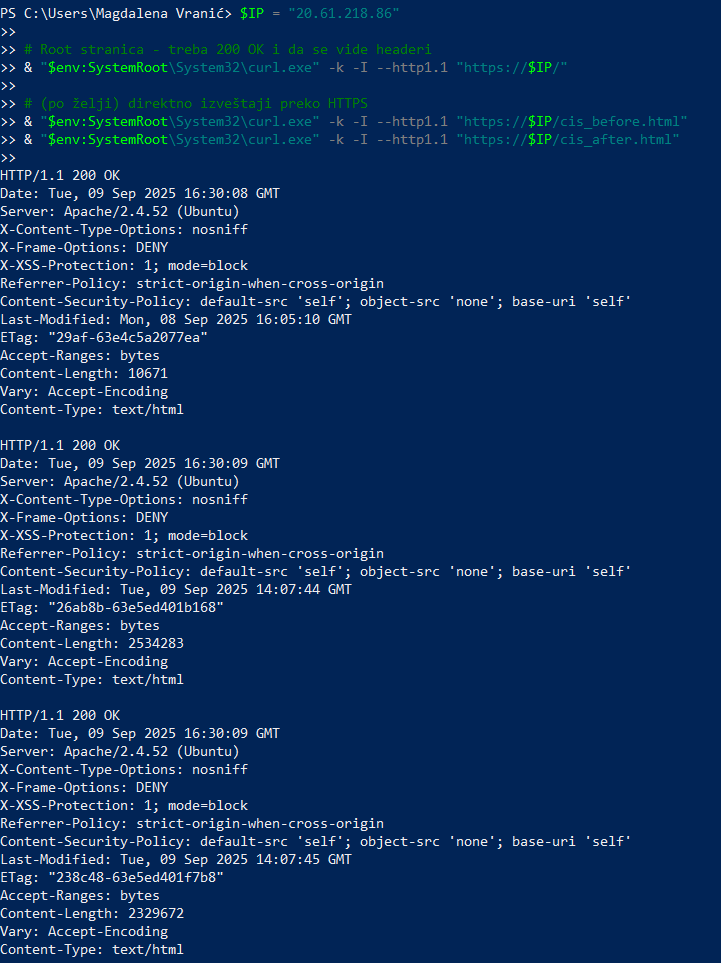 PS C:\Users\Magdalena Vranić> $IP = "20.61.218.86"
>>
>> # Root stranica - treba 200 OK i da se vide headeri
>> & "$env:SystemRoot\System32\curl.exe" -k -I --http1.1 "https://$IP/"
>>
>> # (po želji) direktno izveštaji preko HTTPS
>> & "$env:SystemRoot\System32\curl.exe" -k -I --http1.1 "https://$IP/cis_before.html"
>> & "$env:SystemRoot\System32\curl.exe" -k -I --http1.1 "https://$IP/cis_after.html"
>>
HTTP/1.1 200 OK
Date: Tue, 09 Sep 2025 16:30:08 GMT
Server: Apache/2.4.52 (Ubuntu)
X-Content-Type-Options: nosniff
X-Frame-Options: DENY
X-XSS-Protection: 1; mode=block
Referrer-Policy: strict-origin-when-cross-origin
Content-Security-Policy: default-src 'self'; object-src 'none'; base-uri 'self'
Last-Modified: Mon, 08 Sep 2025 16:05:10 GMT
ETag: "29af-63e4c5a2077ea"
Accept-Ranges: bytes
Content-Length: 10671
Vary: Accept-Encoding
Content-Type: text/html

HTTP/1.1 200 OK
Date: Tue, 09 Sep 2025 16:30:09 GMT
Server: Apache/2.4.52 (Ubuntu)
X-Content-Type-Options: nosniff
X-Frame-Options: DENY
X-XSS-Protection: 1; mode=block
Referrer-Policy: strict-origin-when-cross-origin
Content-Security-Policy: default-src 'self'; object-src 'none'; base-uri 'self'
Last-Modified: Tue, 09 Sep 2025 14:07:44 GMT
ETag: "26ab8b-63e5ed401b168"
Accept-Ranges: bytes
Content-Length: 2534283
Vary: Accept-Encoding
Content-Type: text/html

HTTP/1.1 200 OK
Date: Tue, 09 Sep 2025 16:30:09 GMT
Server: Apache/2.4.52 (Ubuntu)
X-Content-Type-Options: nosniff
X-Frame-Options: DENY
X-XSS-Protection: 1; mode=block
Referrer-Policy: strict-origin-when-cross-origin
Content-Security-Policy: default-src 'self'; object-src 'none'; base-uri 'self'
Last-Modified: Tue, 09 Sep 2025 14:07:45 GMT
ETag: "238c48-63e5ed401f7b8"
Accept-Ranges: bytes
Content-Length: 2329672
Vary: Accept-Encoding
Content-Type: text/html